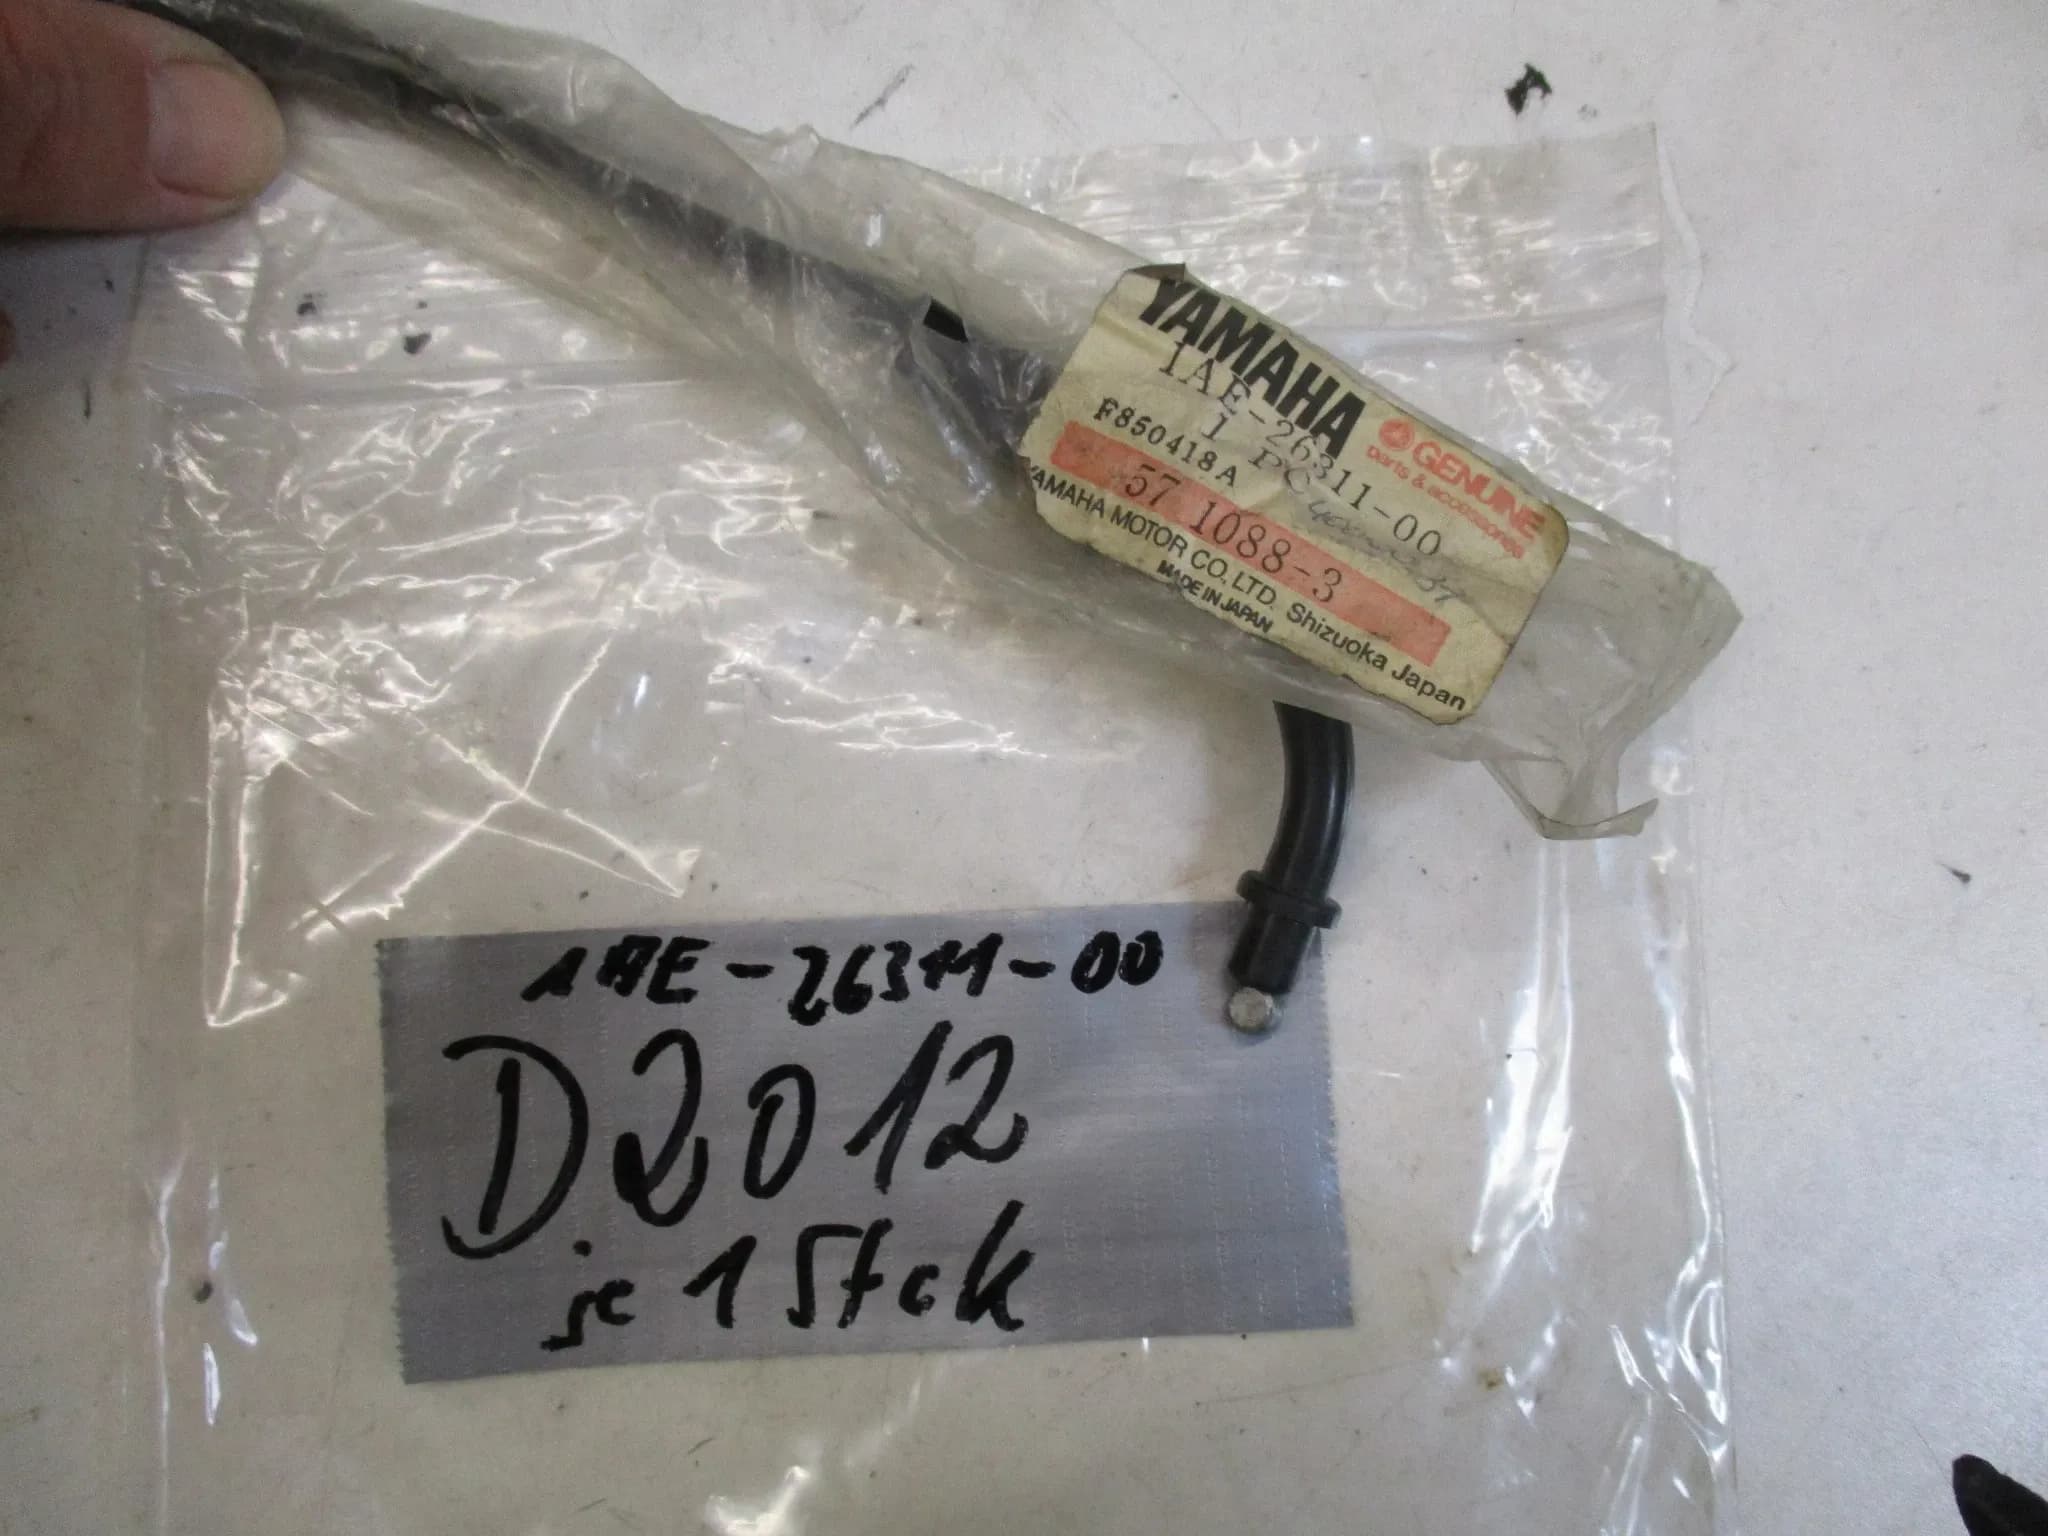 YAMAHA
GENUINE
parts & accessories
1AE-26311-00
1 PC
F850418A
57 1088-3
YAMAHA MOTOR CO., LTD. Shizuoka Japan
MADE IN JAPAN
1AE-26311-00
D2012
je 1 Stck